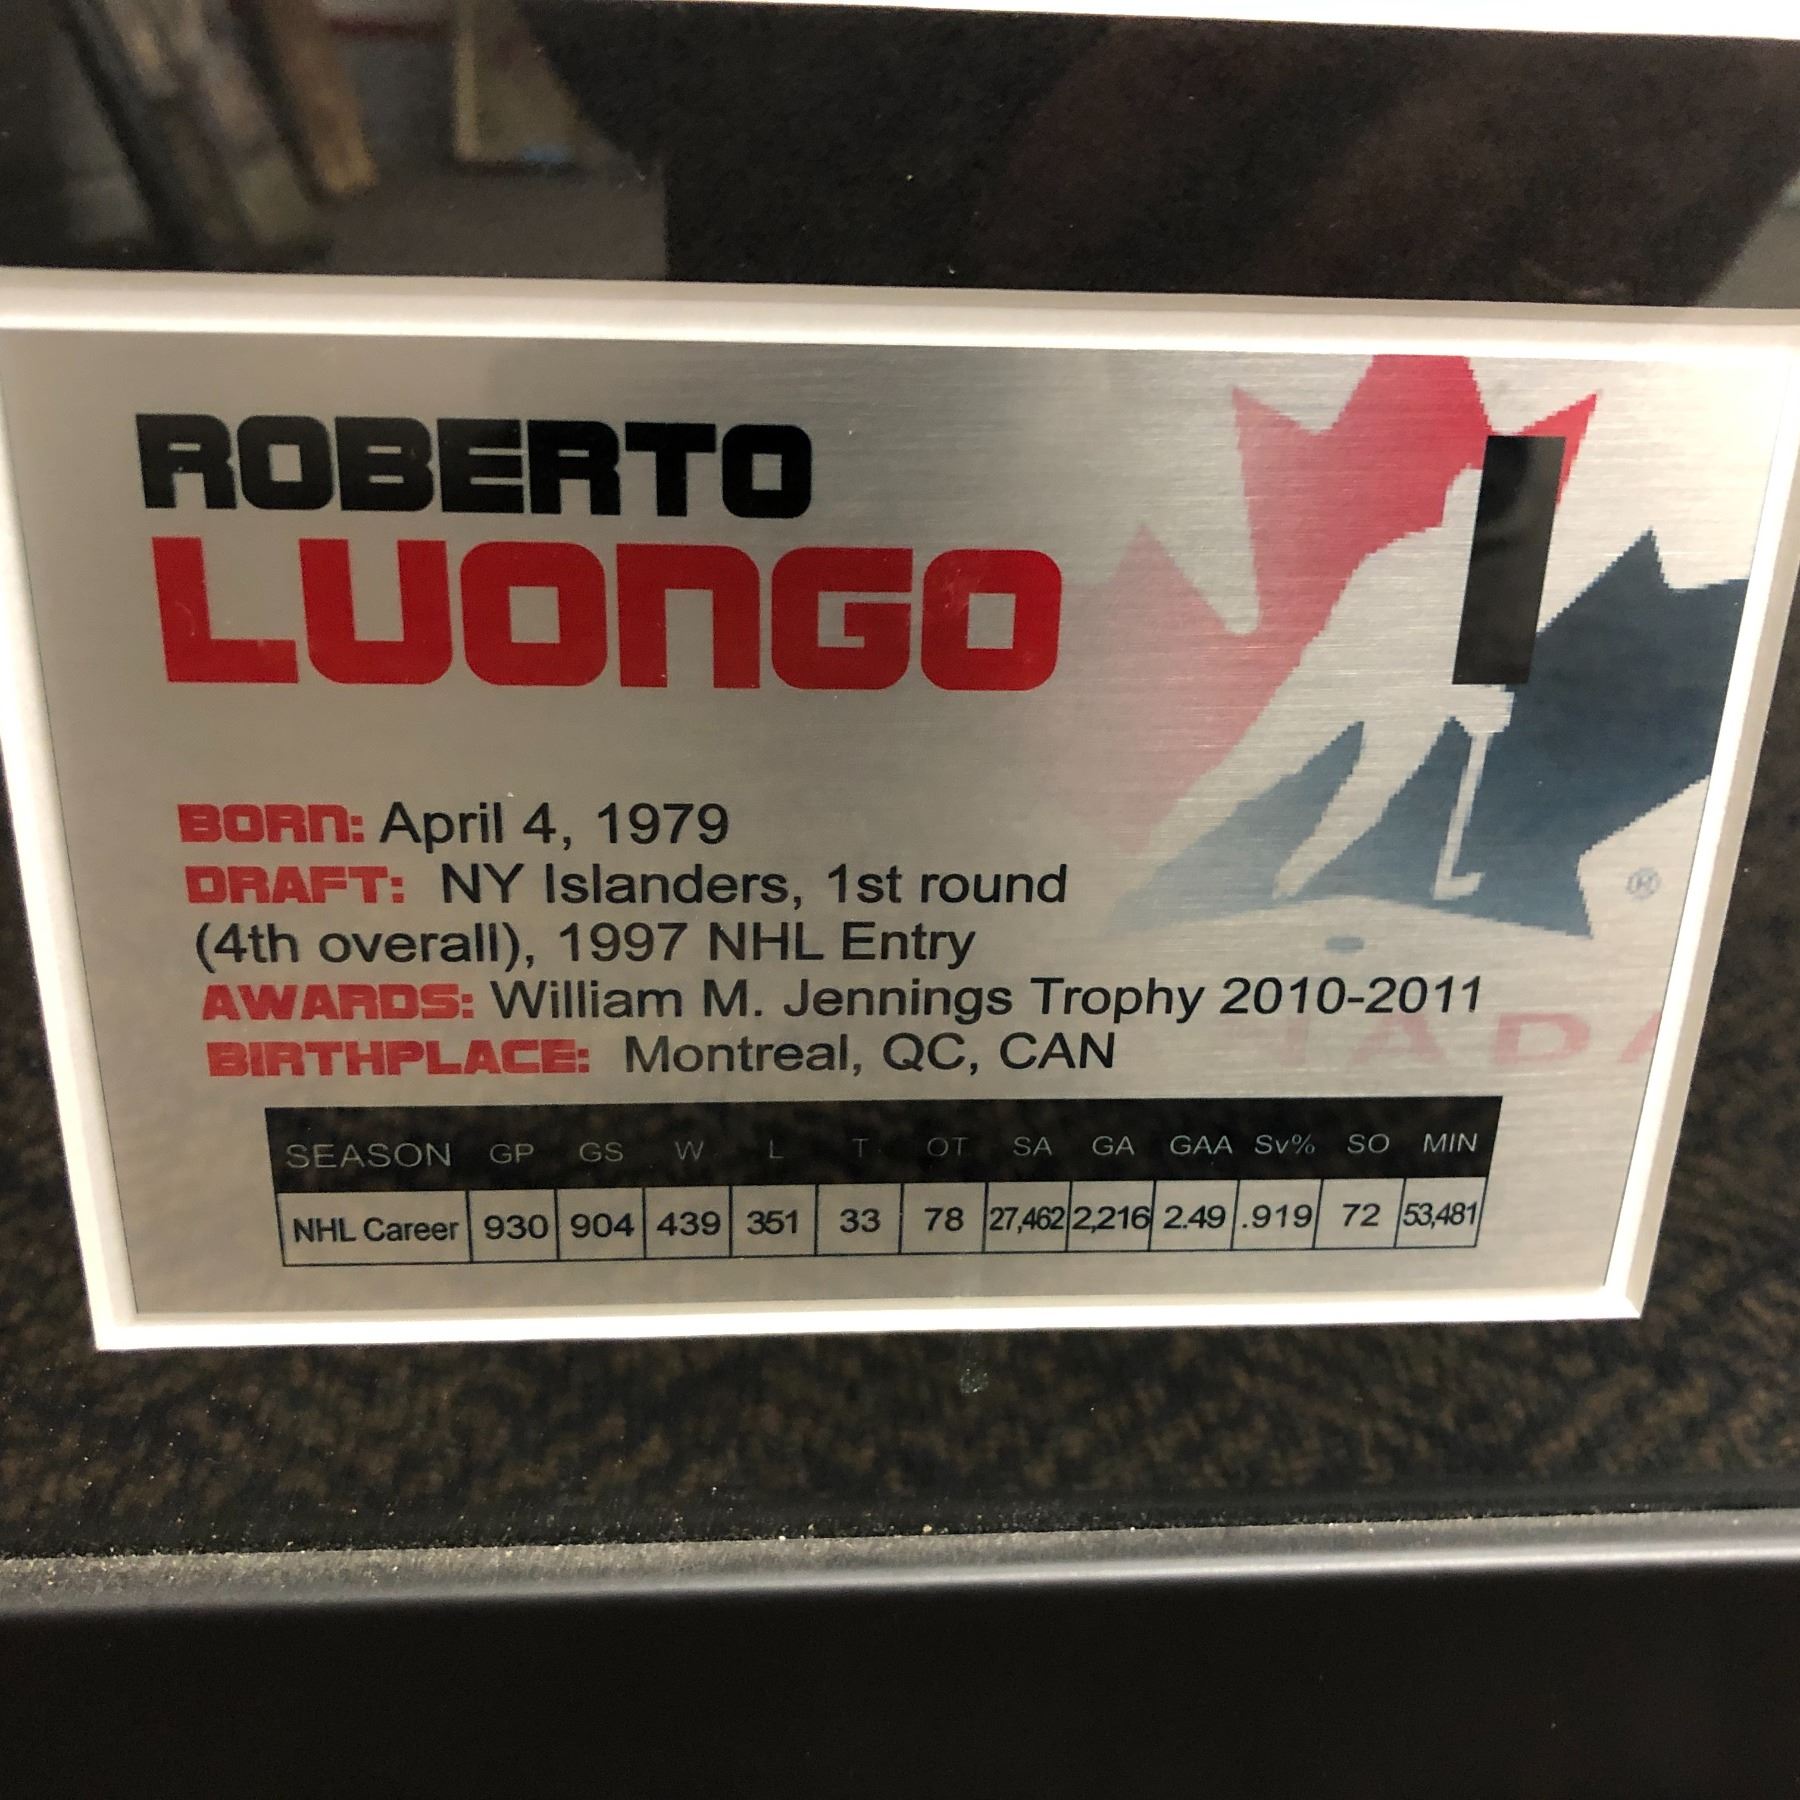 ROBERTO
LUONGO
1
BORN: April 4, 1979
DRAFT: NY Islanders, 1st round
(4th overall), 1997 NHL Entry
AWARDS: William M. Jennings Trophy 2010-2011
BIRTHPLACE: Montreal, QC, CAN
ADA
SEASON GP GS W L T OT SA GA GAA Sv% SO MIN
NHL Career 930 904 439 351 33 78 27,462 2,216 2.49 .919 72 53,481